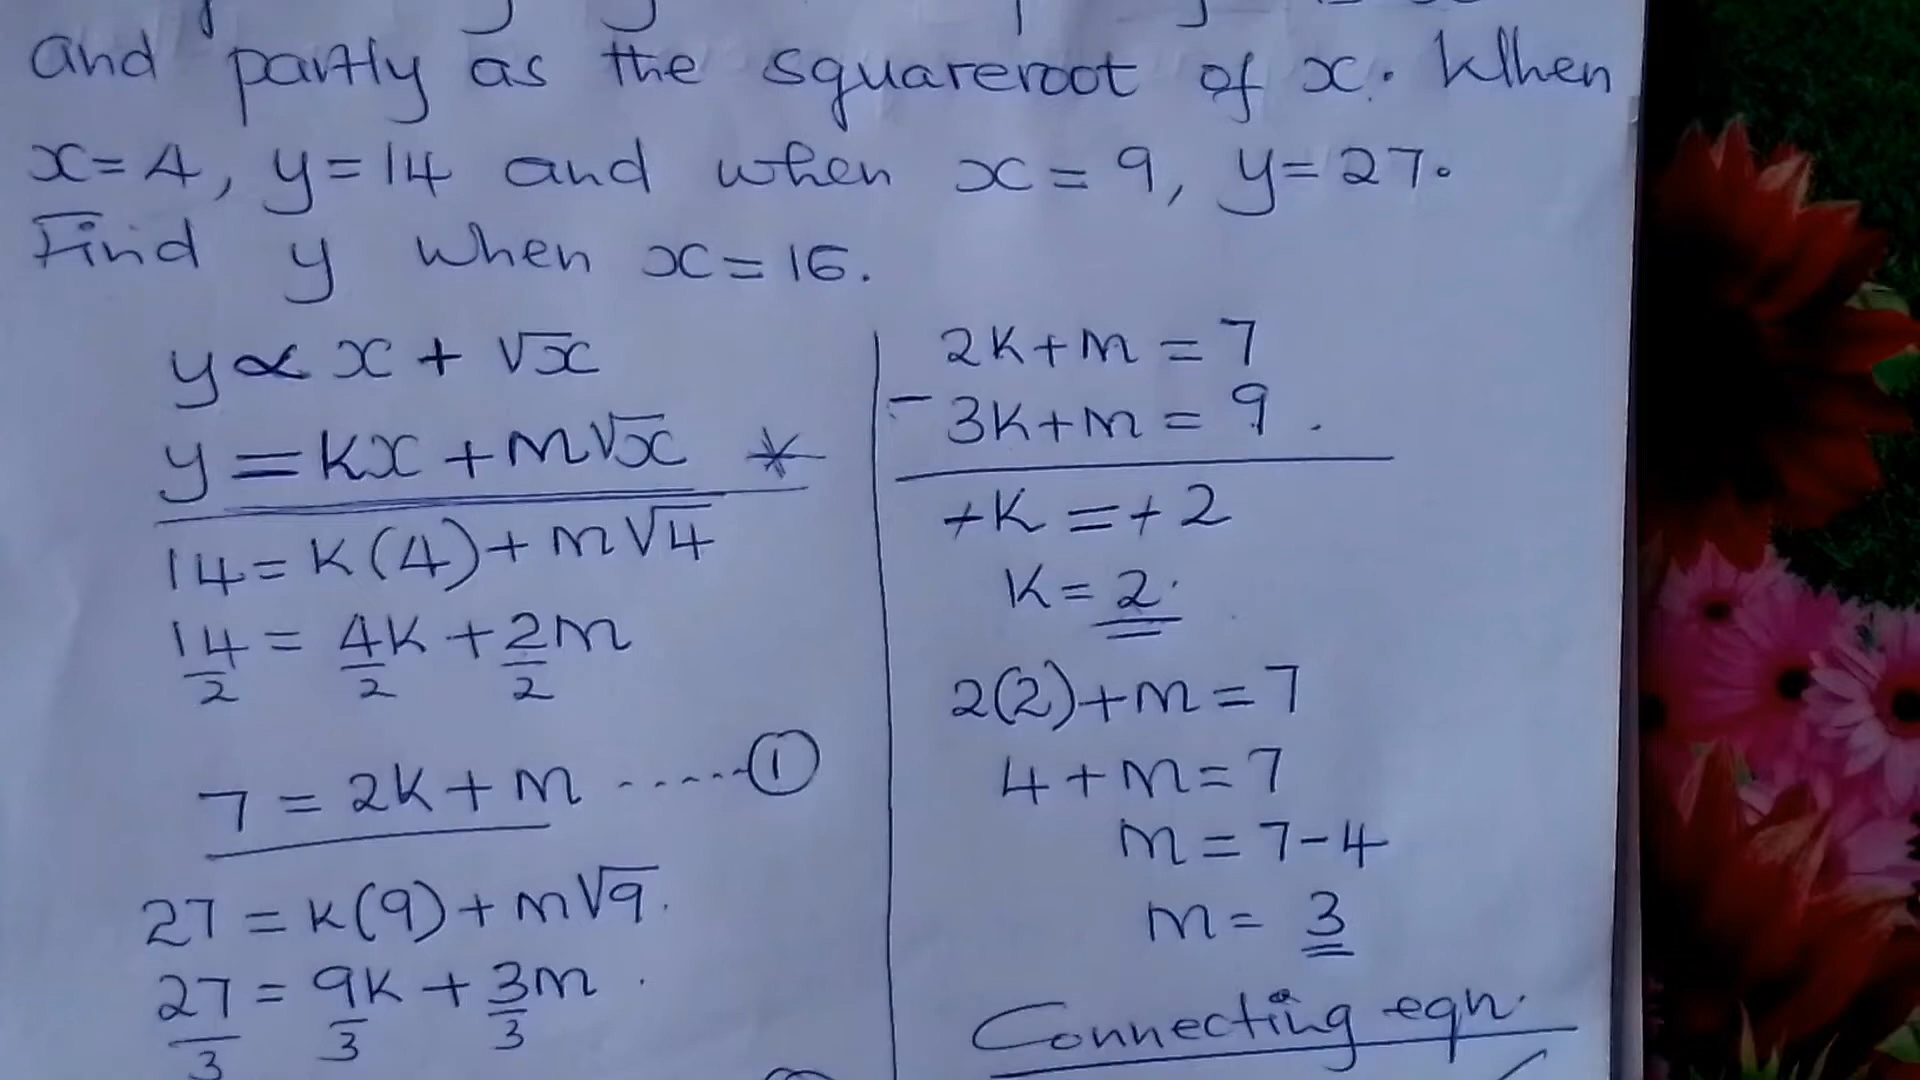 and partly as the squareroot of x. When
x=4, y=14 and when x=9, y=27.
Find y when x=16.
y∝x+√x
y=kx+m√x *
14=k(4)+m√4
14/2=4k/2+2m/2
7=2k+m .....①
27=k(9)+m√9.
27/3=9k/3+3m/3
2k+m=7
-3k+m=9.
+k=+2
k=2
2(2)+m=7
4+m=7
m=7-4
m=3
Connecting eqn.